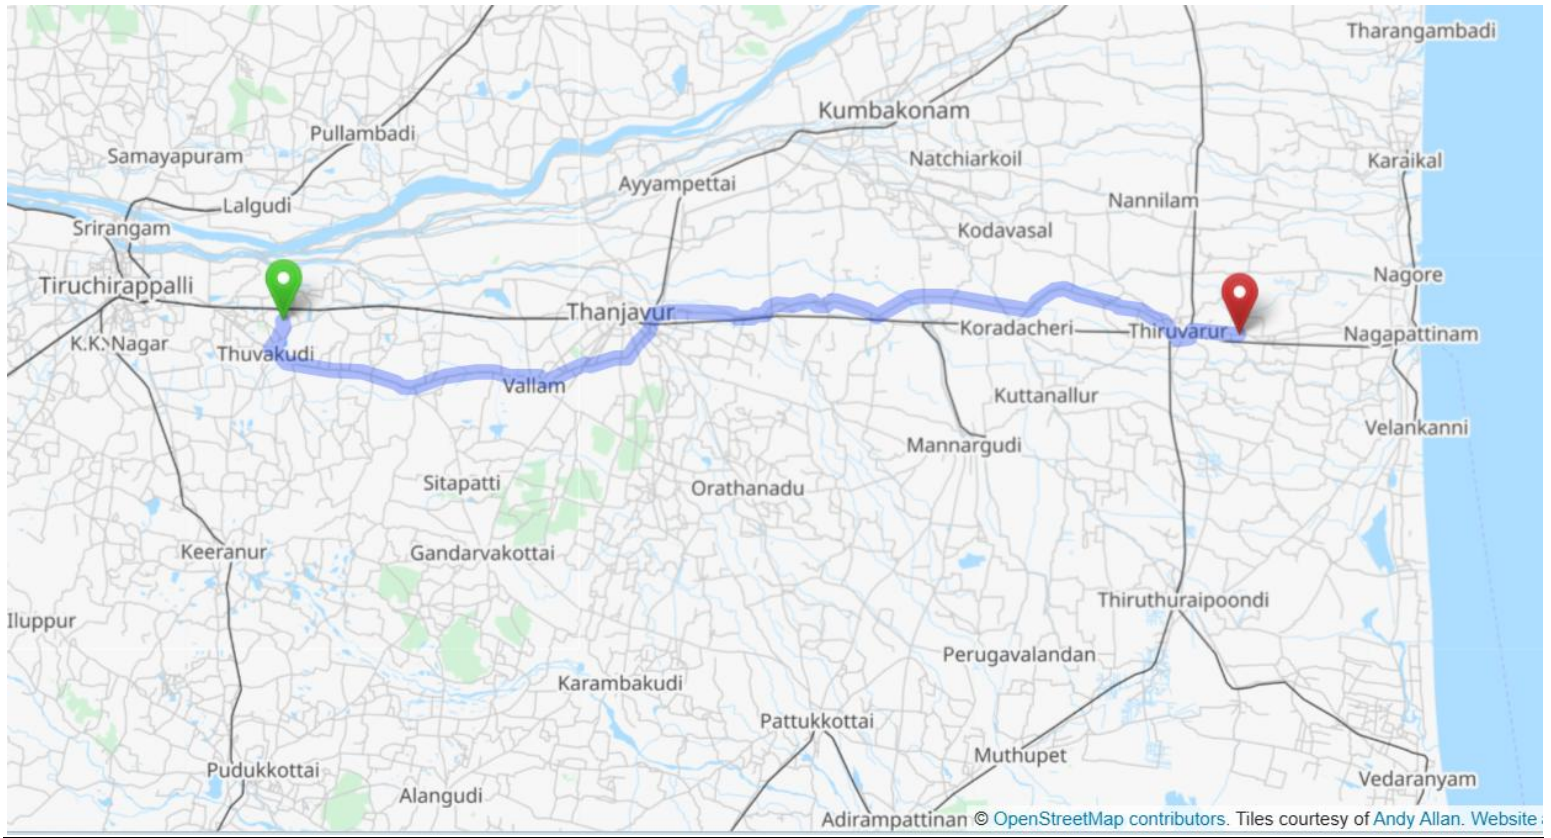 Tharangambadi
Kumbakonam
Pullambadi
Samayapuram
Natchiarkoil
Karaikal
Ayyampettai
Nannilam
Lalgudi
Srirangam
Kodavasal
Nagore
Tiruchirappalli
Thanjavur
Koradacheri
Thiruvarur
Nagapattinam
K.K. Nagar
Thuvakudi
Vallam
Kuttanallur
Velankanni
Mannargudi
Sitapatti
Orathanadu
Keeranur
Gandarvakottai
Thiruthuraipoondi
Iluppur
Perugavalandan
Karambakudi
Pattukkottai
Muthupet
Pudukkottai
Vedaranyam
Alangudi
Adirampattinan © OpenStreetMap contributors. Tiles courtesy of Andy Allan. Website